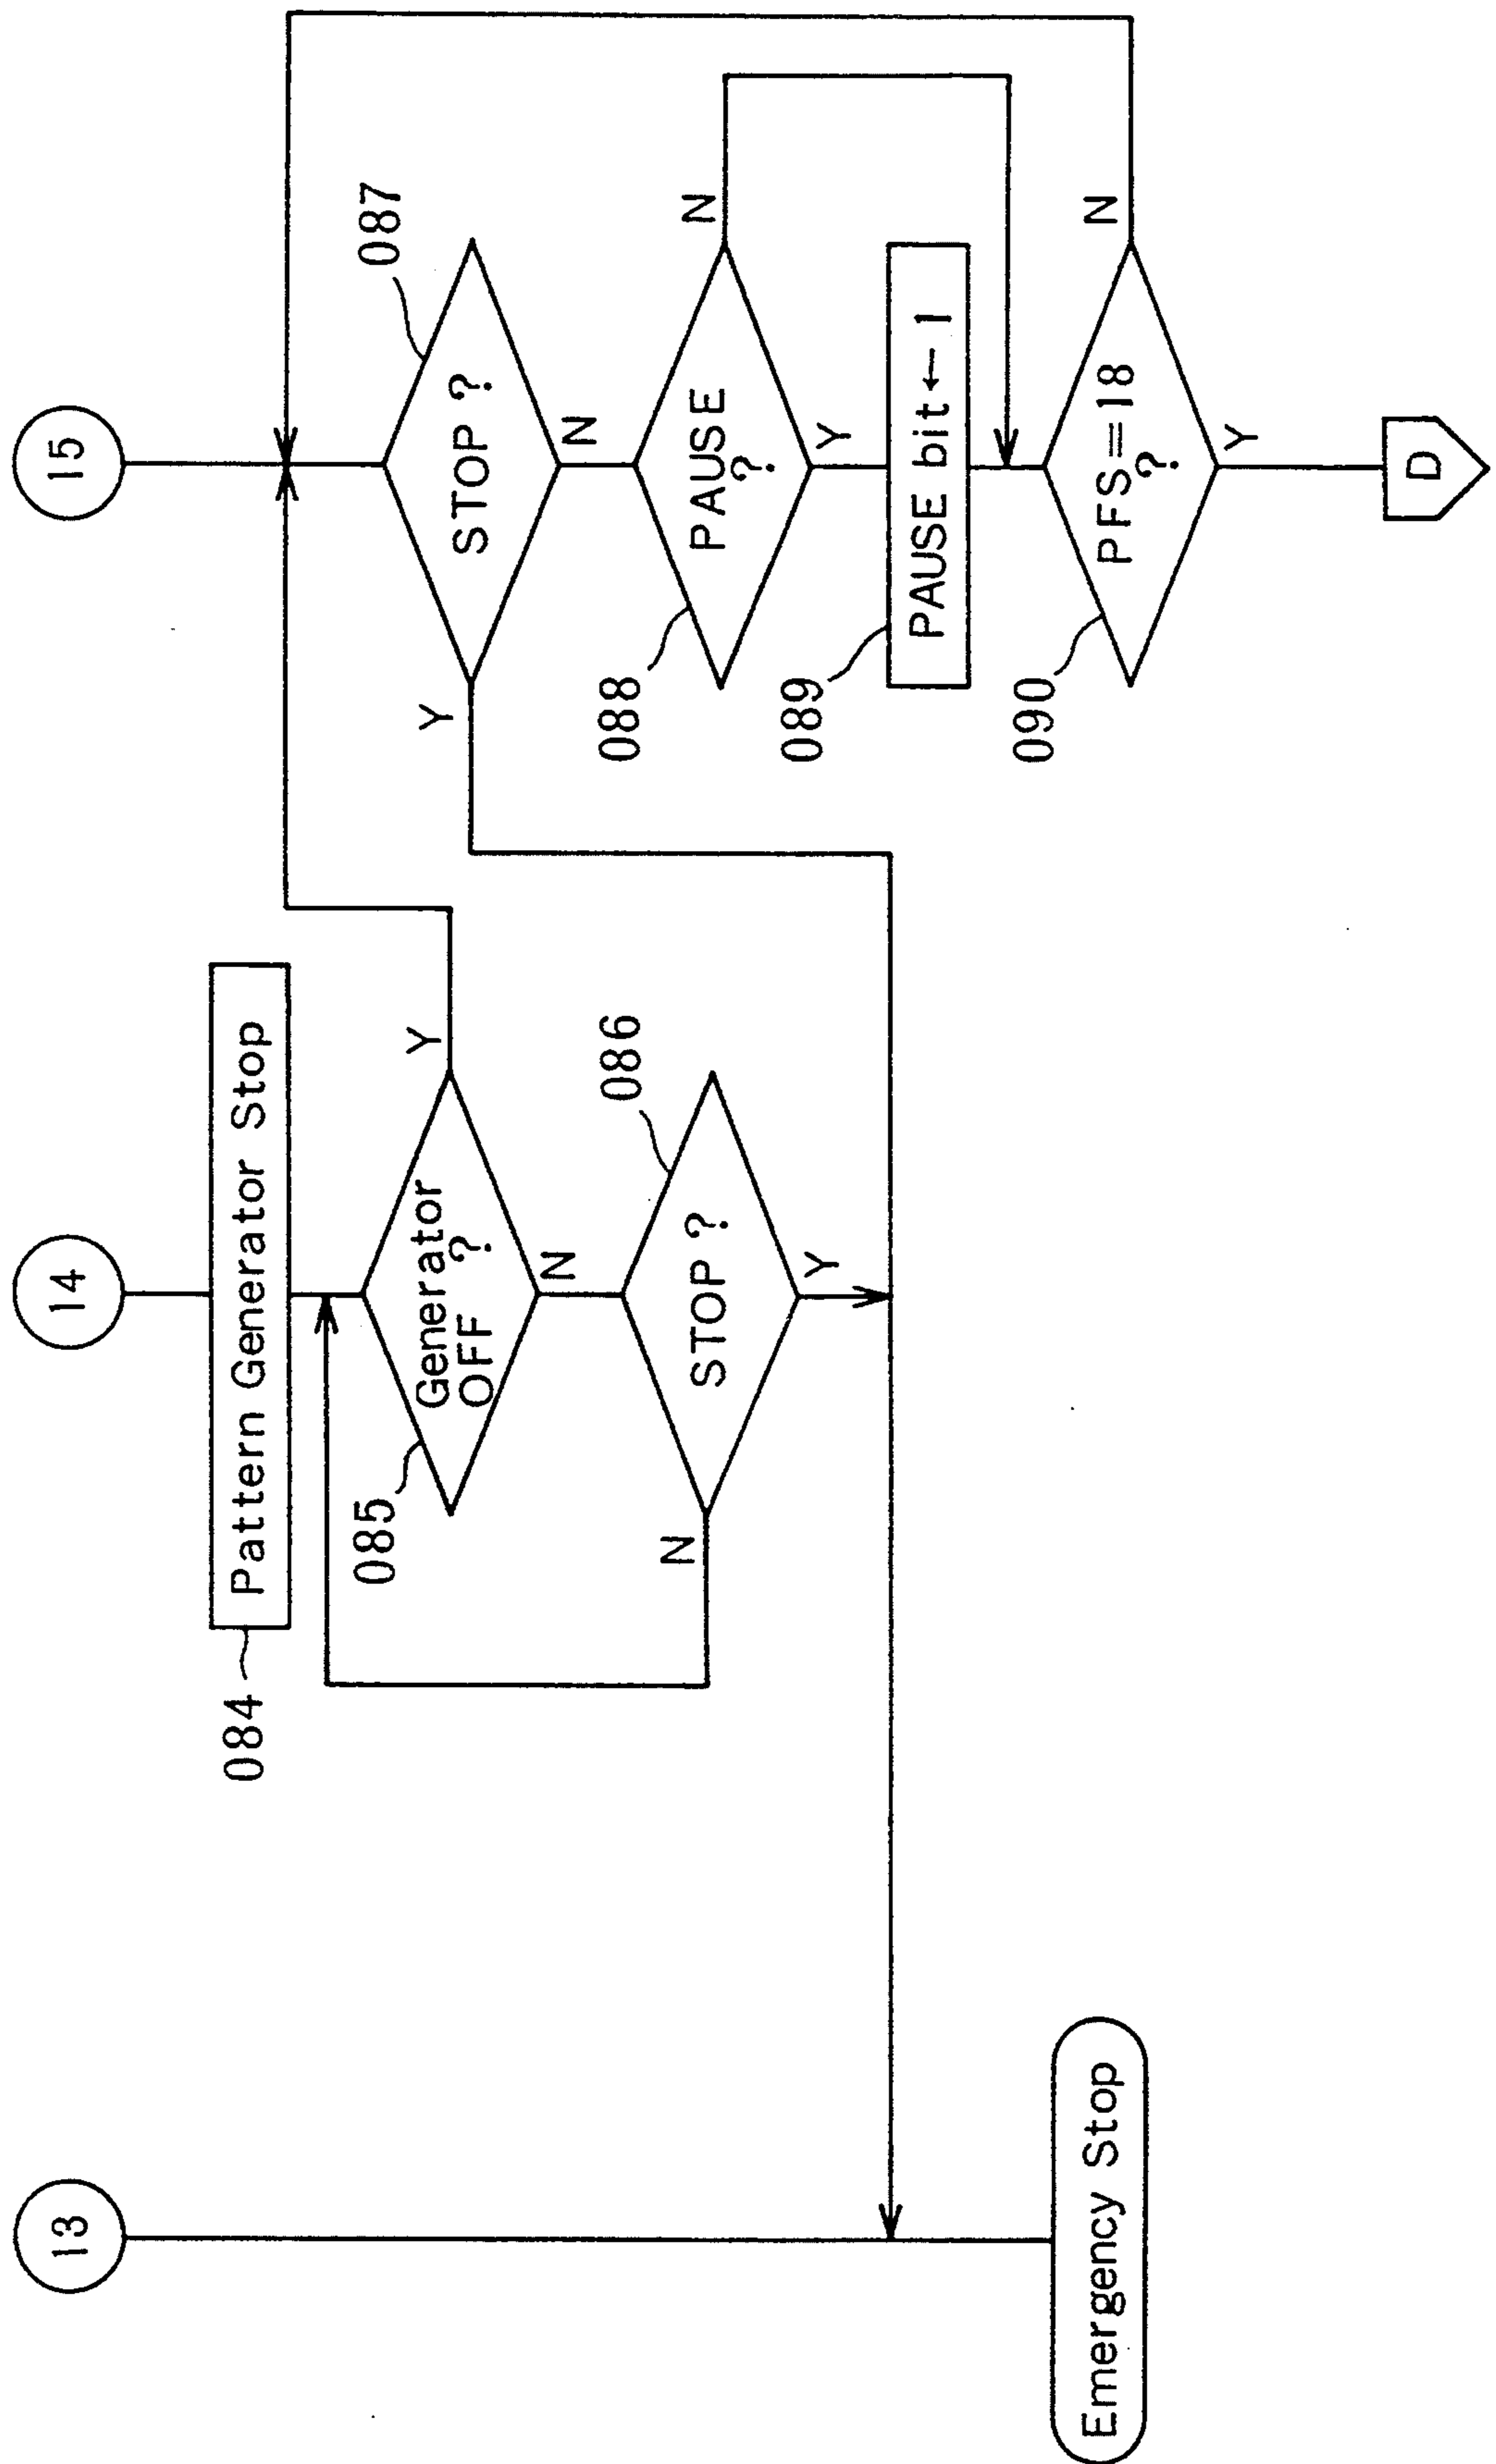 13
Emergency Stop
14
084
Pattern Generator Stop
085
Generator
OFF ?
Y
N
086
STOP ?
N
Y
15
087
STOP ?
Y
N
088
PAUSE
?
N
Y
089
PAUSE bit ← 1
090
PFS=18
?
N
Y
D